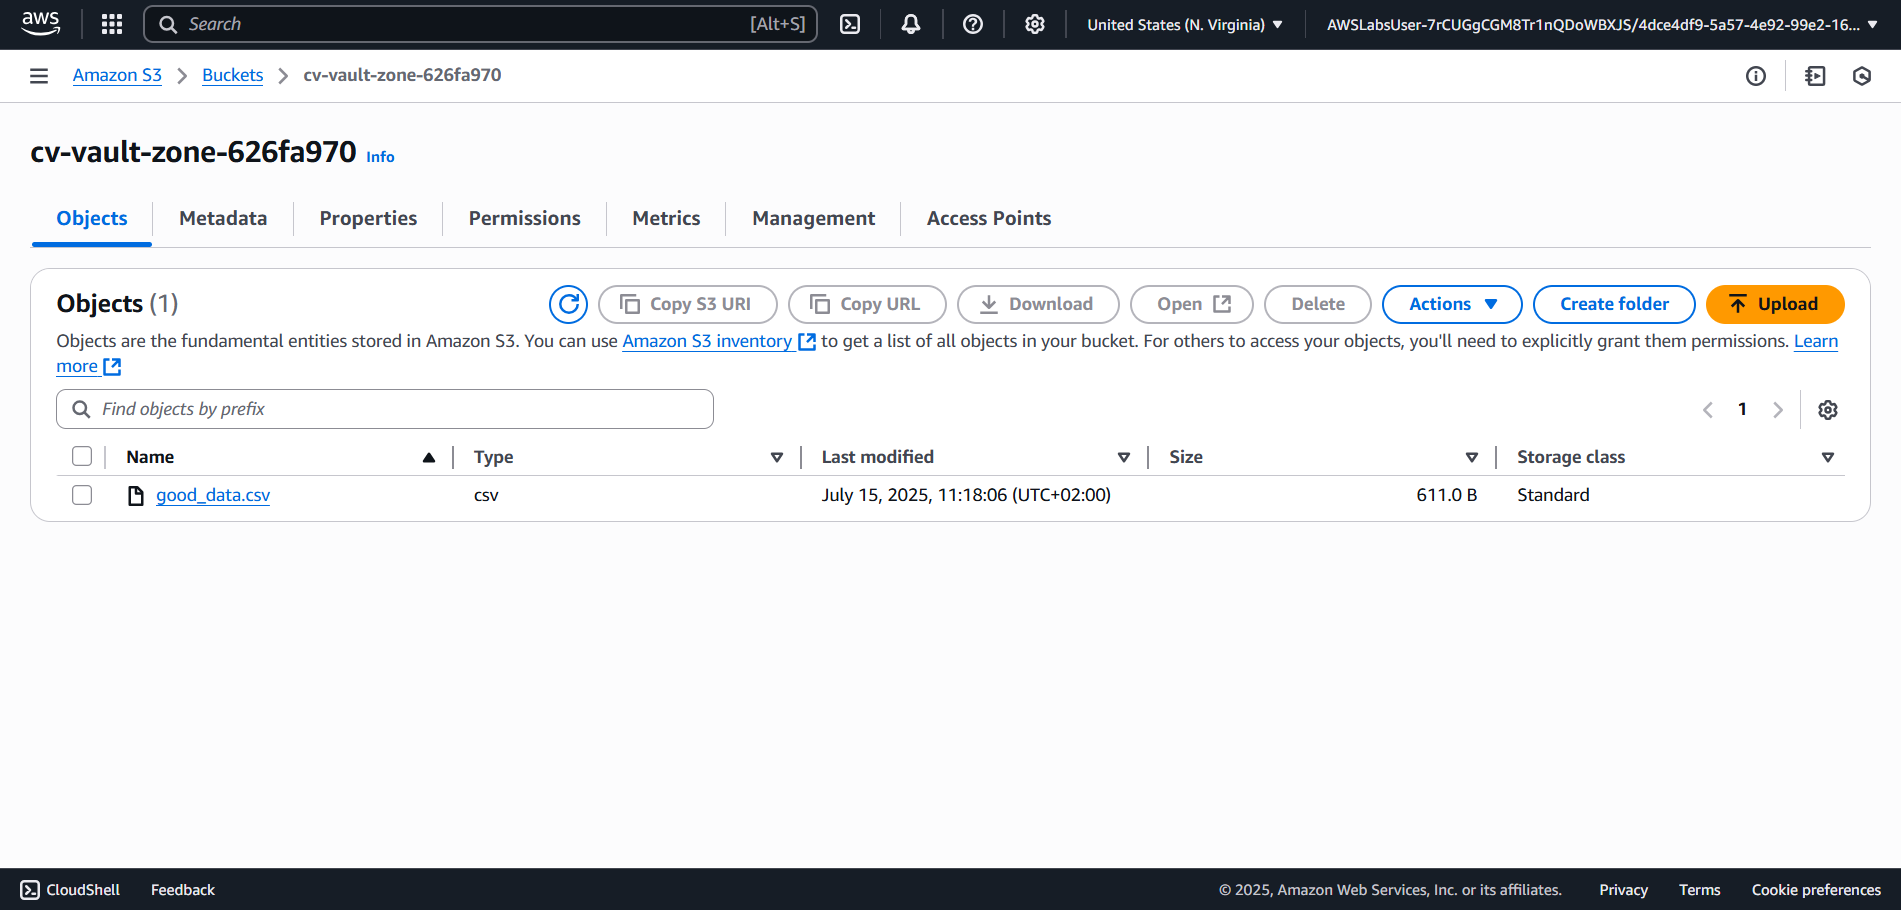 aws Search [Alt+S] United States (N. Virginia) AWSLabsUser-7rCUGgCGM8Tr1nQDoWBXJS/4dce4df9-5a57-4e92-99e2-16...
Amazon S3 Buckets cv-vault-zone-626fa970
cv-vault-zone-626fa970 Info
Objects Metadata Properties Permissions Metrics Management Access Points
Objects (1) Copy S3 URI Copy URL Download Open Delete Actions Create folder Upload
Objects are the fundamental entities stored in Amazon S3. You can use Amazon S3 inventory to get a list of all objects in your bucket. For others to access your objects, you'll need to explicitly grant them permissions. Learn
more
Find objects by prefix 1
Name Type Last modified Size Storage class
good_data.csv csv July 15, 2025, 11:18:06 (UTC+02:00) 611.0 B Standard
CloudShell Feedback © 2025, Amazon Web Services, Inc. or its affiliates. Privacy Terms Cookie preferences